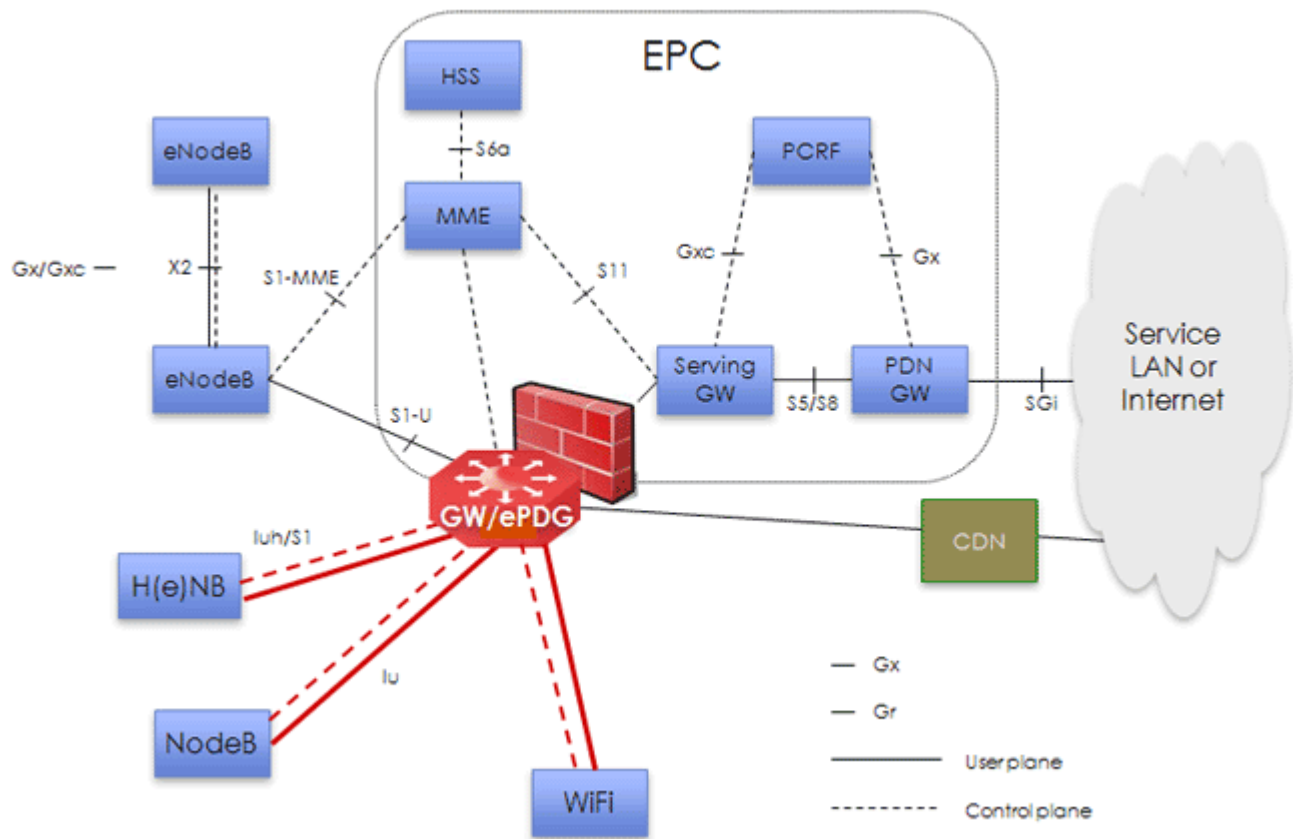 EPC
HSS
eNodeB
S6a
PCRF
MME
Gx/Gxc
X2
S1-MME
S11
Gxc
Gx
eNodeB
Serving
GW
S5/S8
PDN
GW
SGi
Service
LAN or
Internet
S1-U
GW/ePDG
CDN
Iuh/S1
H(e)NB
Iu
NodeB
WiFi
Gx
Gr
User plane
Control plane